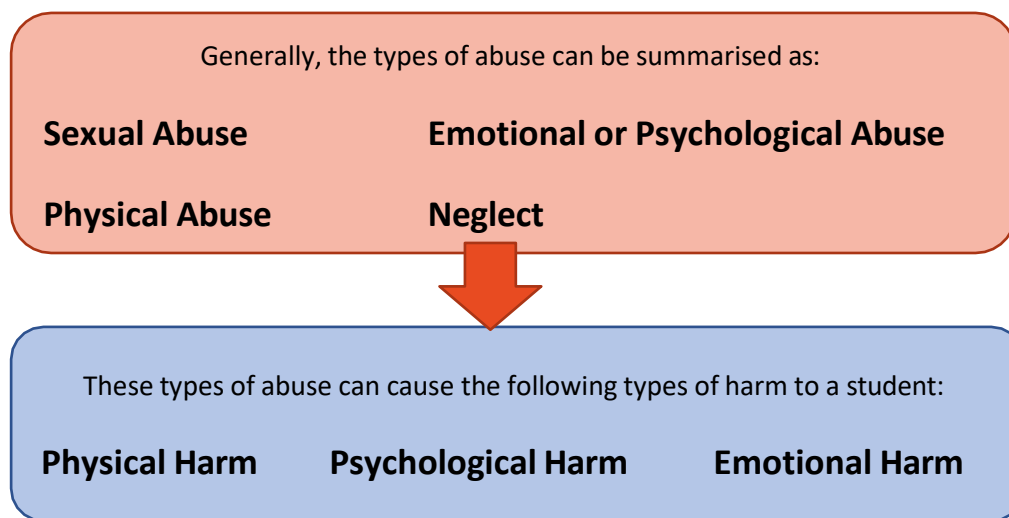 Generally, the types of abuse can be summarised as:
Sexual Abuse Emotional or Psychological Abuse
Physical Abuse Neglect
These types of abuse can cause the following types of harm to a student:
Physical Harm Psychological Harm Emotional Harm